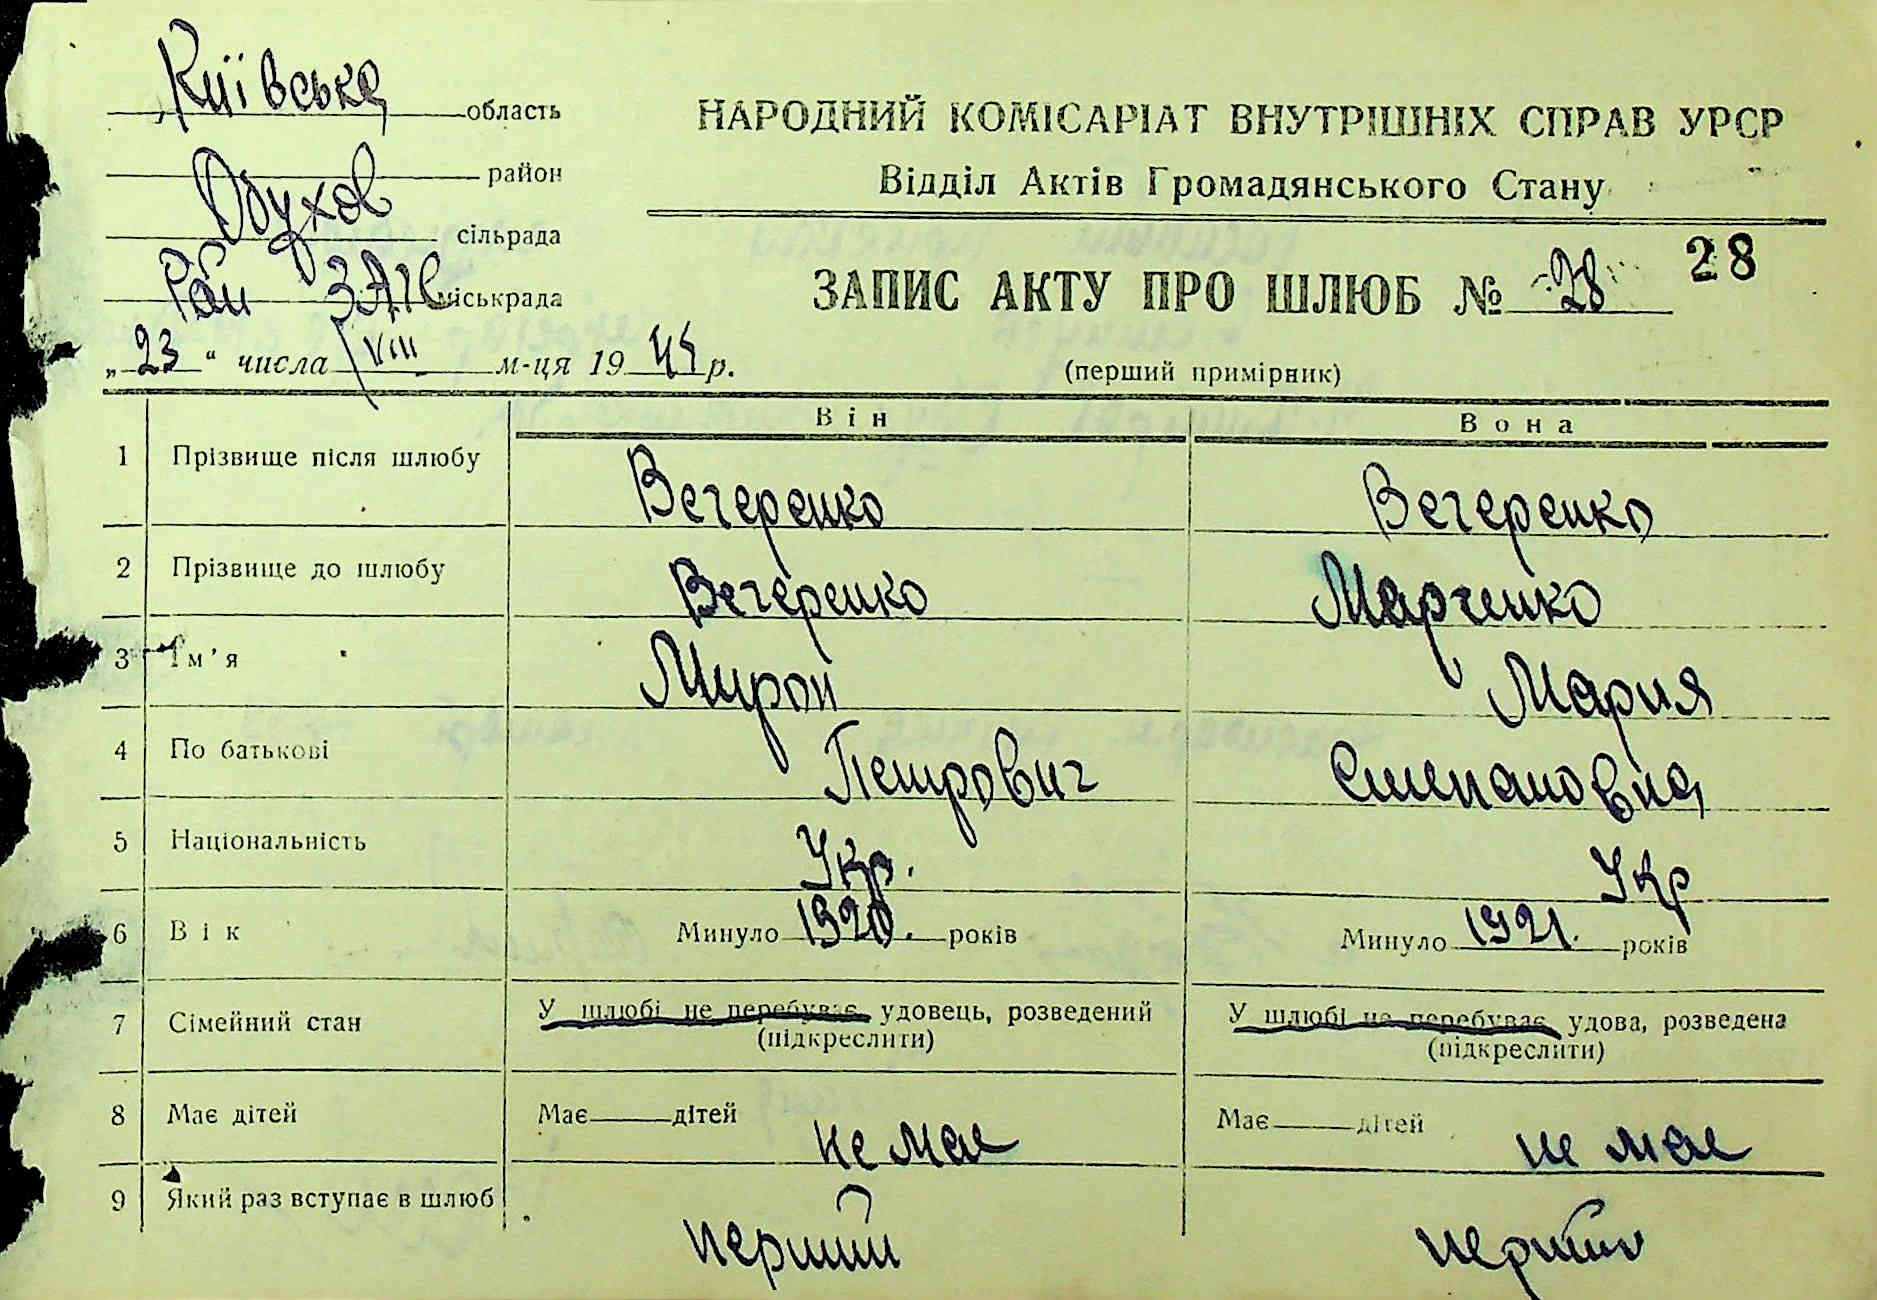 Київська область
Обухов район
сільрада
Рай ЗАГС міськрада
„23“ числа VIII м-ця 1944 р.
НАРОДНИЙ КОМІСАРІАТ ВНУТРІШНІХ СПРАВ УРСР
Відділ Актів Громадянського Стану
ЗАПИС АКТУ ПРО ШЛЮБ № 28 28
(перший примірник)
Він Вона
1 Прізвище після шлюбу Вечеренко Вечеренко
2 Прізвище до шлюбу Вечеренко Марченко
3 Ім'я Мирон Мария
4 По батькові Петрович Степановна
5 Національність Укр. Укр
6 Вік Минуло 1920. років Минуло 1921. років
7 Сімейний стан У шлюбі не перебуває, удовець, розведений У шлюбі не перебуває, удова, розведена
(підкреслити) (підкреслити)
8 Має дітей Має дітей не мае Має дітей не мае
9 Який раз вступає в шлюб перший перший